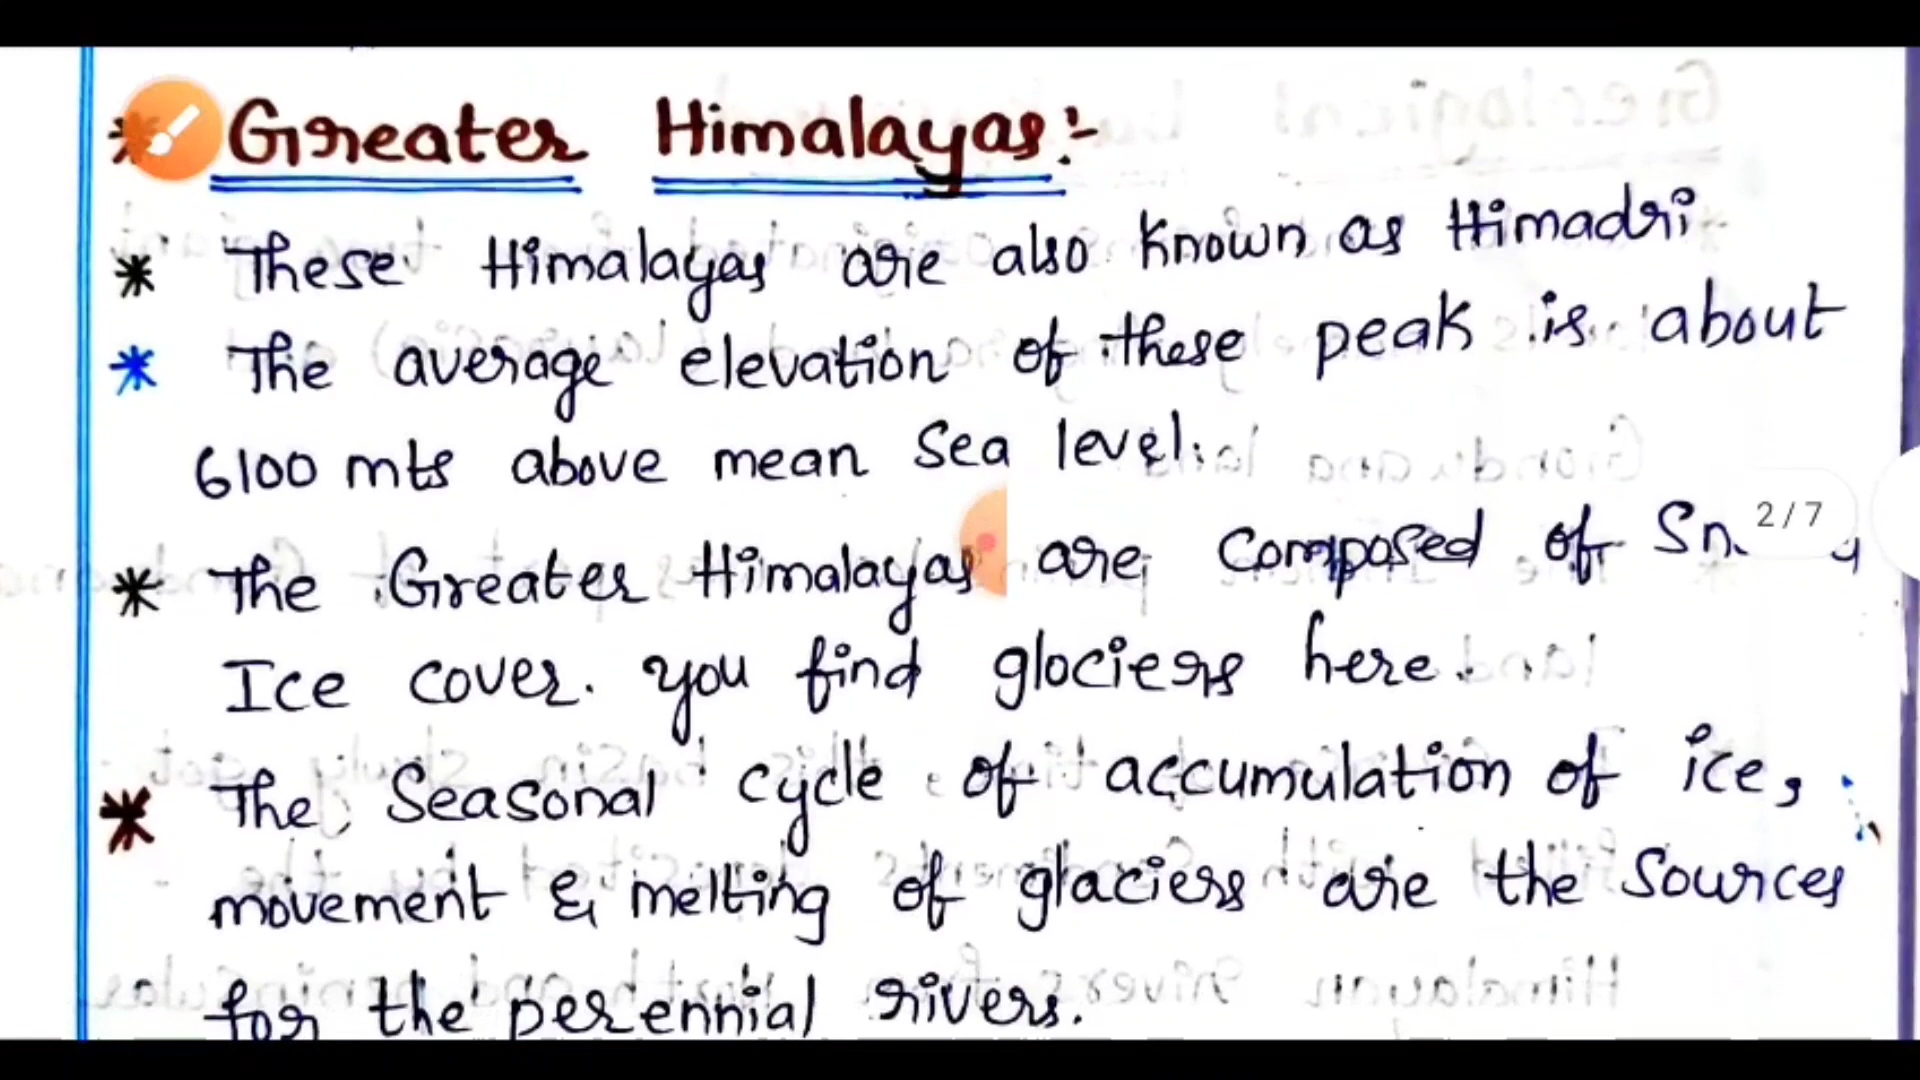 * Greater Himalayas:-
* These Himalayas are also known as Himadri
* The average elevation of these peak is about
6100 mts above mean Sea level.
* The Greater Himalayas are composed of
2/7
Ice cover. you find glociers here.
* The Seasonal cycle of accumulation of ice,
movement & melting of glaciers are the Sources
for the perennial rivers.